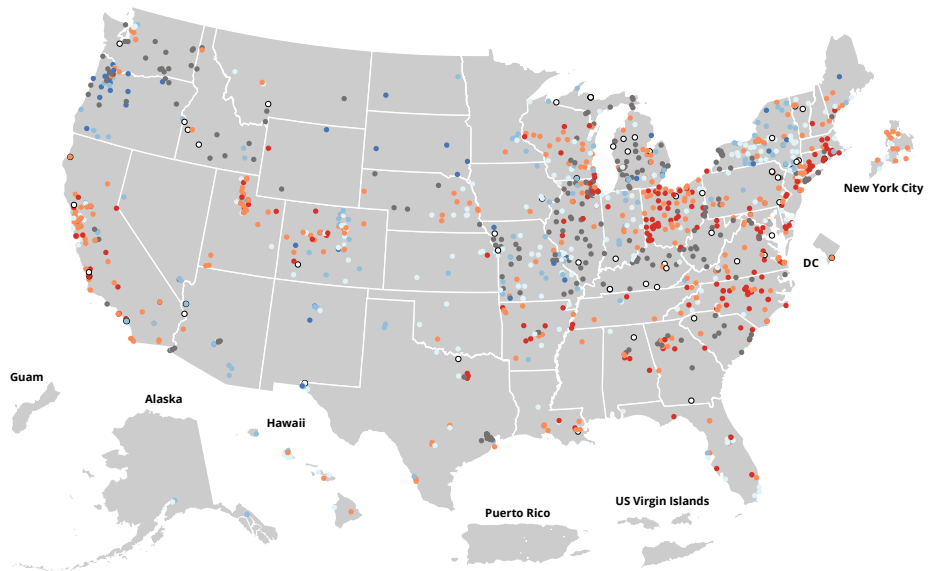 New York City
DC
Guam
Alaska
Hawaii
US Virgin Islands
Puerto Rico